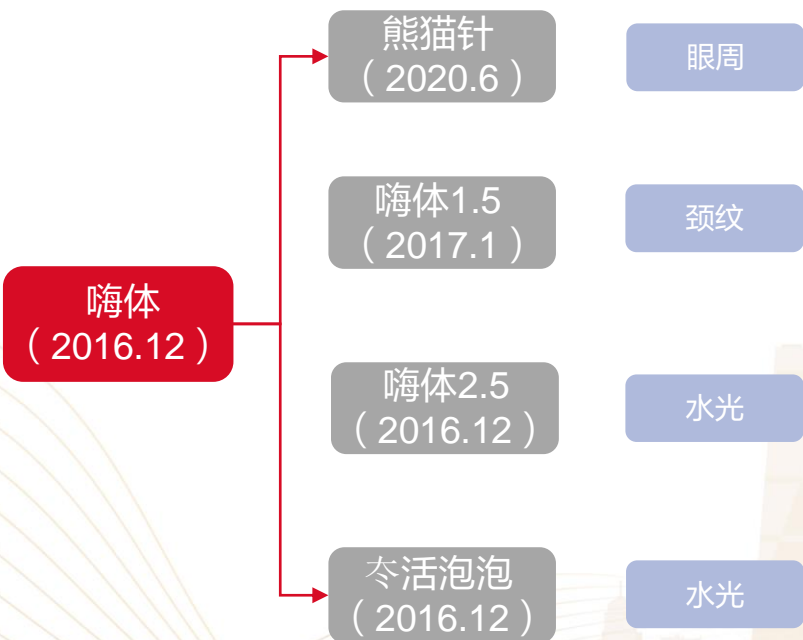 熊猫针
（2020.6）
眼周
嗨体1.5
（2017.1）
颈纹
嗨体
（2016.12）
嗨体2.5
（2016.12）
水光
冭活泡泡
（2016.12）
水光